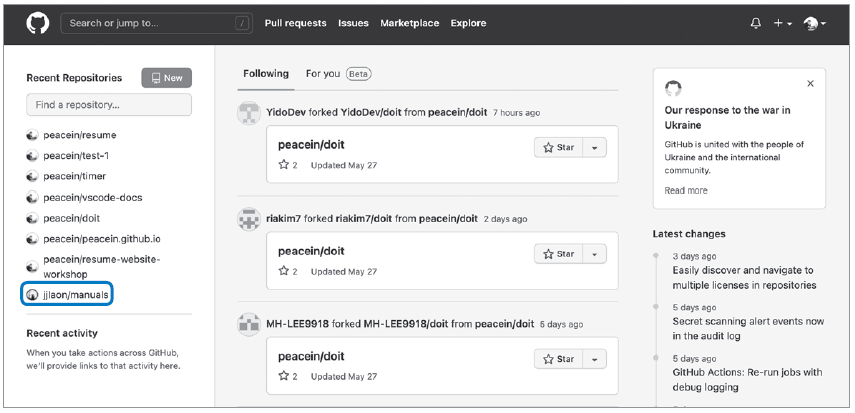 Search or jump to...
/
Pull requests
Issues
Marketplace
Explore
Recent Repositories
New
Find a repository...
peacein/resume
peacein/test-1
peacein/timer
peacein/vscode-docs
peacein/doit
peacein/peacein.github.io
peacein/resume-website-
workshop
jjlaon/manuals
Recent activity
When you take actions across GitHub,
we'll provide links to that activity here.
Following
For you
Beta
YidoDev forked YidoDev/doit from peacein/doit 7 hours ago
peacein/doit
Star
2 Updated May 27
riakim7 forked riakim7/doit from peacein/doit 2 days ago
peacein/doit
Star
2 Updated May 27
MH-LEE9918 forked MH-LEE9918/doit from peacein/doit 5 days ago
peacein/doit
Star
2 Updated May 27
Our response to the war in
Ukraine
GitHub is united with the people of
Ukraine and the international
community.
Read more
Latest changes
3 days ago
Easily discover and navigate to
multiple licenses in repositories
5 days ago
Secret scanning alert events now
in the audit log
5 days ago
GitHub Actions: Re-run jobs with
debug logging